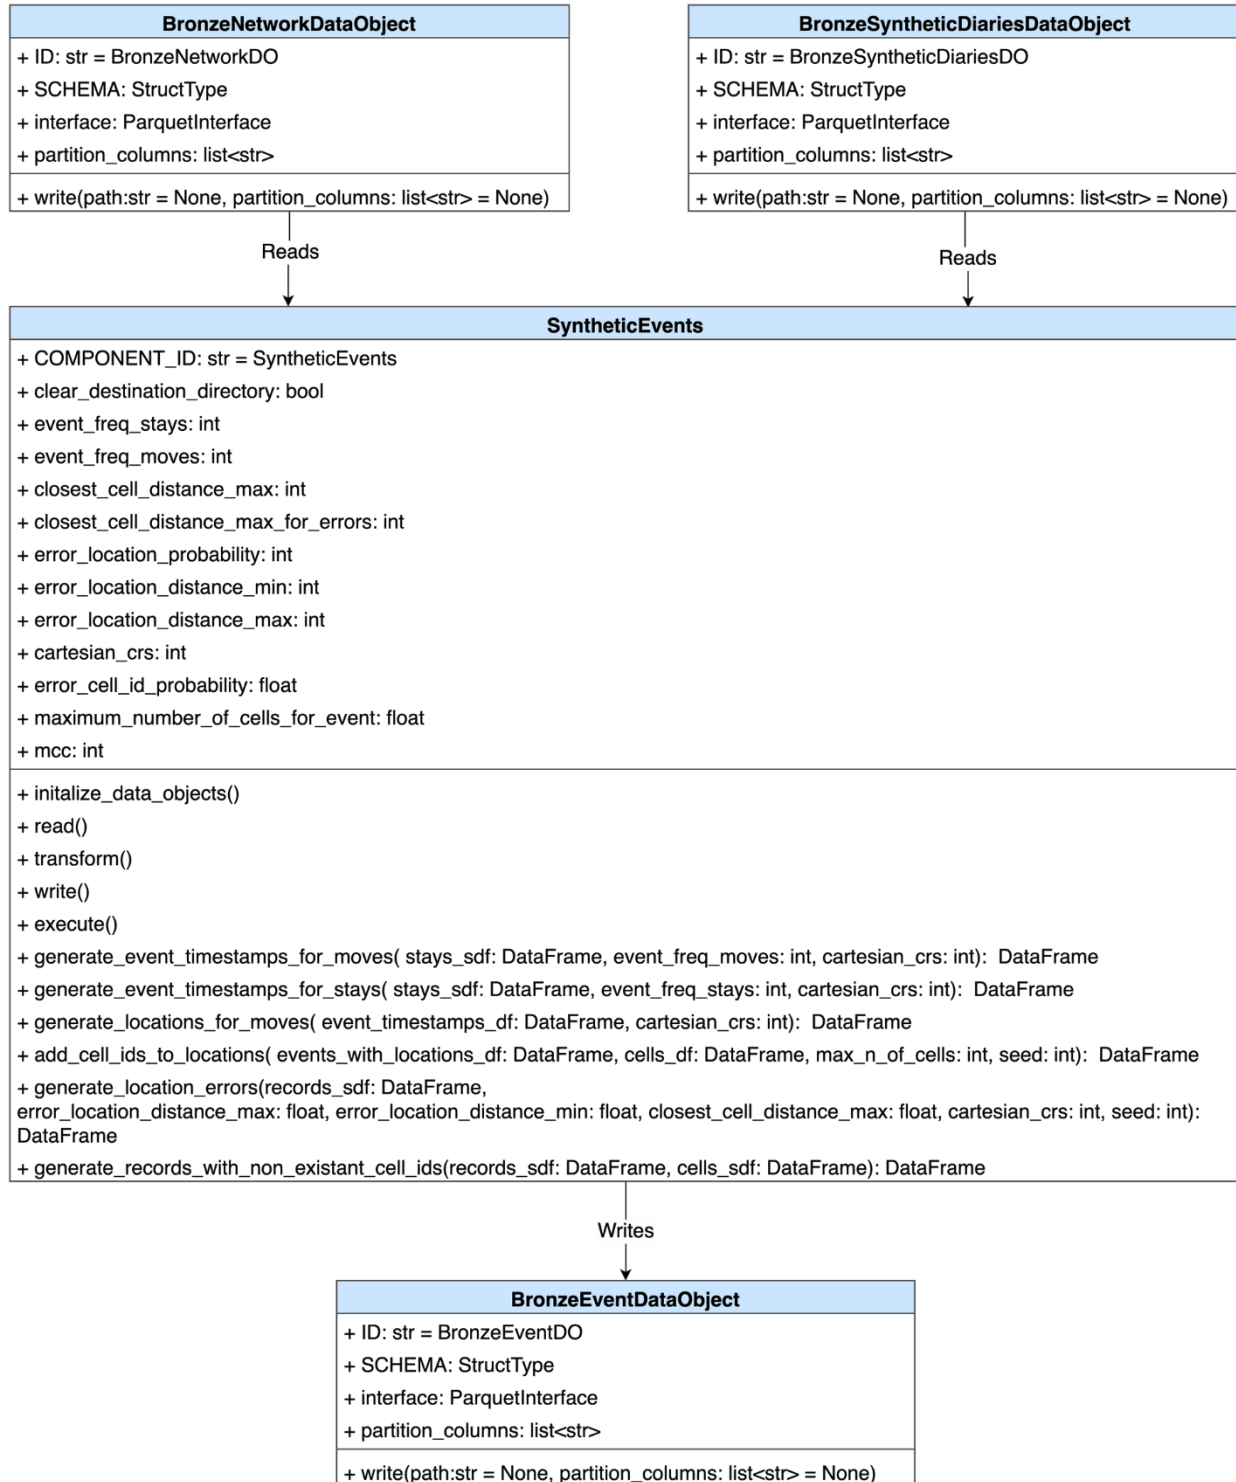 BronzeNetworkDataObject
+ ID: str = BronzeNetworkDO
+ SCHEMA: StructType
+ interface: ParquetInterface
+ partition_columns: list<str>
+ write(path:str = None, partition_columns: list<str> = None)
BronzeSyntheticDiariesDataObject
+ ID: str = BronzeSyntheticDiariesDO
+ SCHEMA: StructType
+ interface: ParquetInterface
+ partition_columns: list<str>
+ write(path:str = None, partition_columns: list<str> = None)
Reads
Reads
SyntheticEvents
+ COMPONENT_ID: str = SyntheticEvents
+ clear_destination_directory: bool
+ event_freq_stays: int
+ event_freq_moves: int
+ closest_cell_distance_max: int
+ closest_cell_distance_max_for_errors: int
+ error_location_probability: int
+ error_location_distance_min: int
+ error_location_distance_max: int
+ cartesian_crs: int
+ error_cell_id_probability: float
+ maximum_number_of_cells_for_event: float
+ mcc: int
+ initalize_data_objects()
+ read()
+ transform()
+ write()
+ execute()
+ generate_event_timestamps_for_moves( stays_sdf: DataFrame, event_freq_moves: int, cartesian_crs: int):  DataFrame
+ generate_event_timestamps_for_stays( stays_sdf: DataFrame, event_freq_stays: int, cartesian_crs: int):  DataFrame
+ generate_locations_for_moves( event_timestamps_df: DataFrame, cartesian_crs: int):  DataFrame
+ add_cell_ids_to_locations( events_with_locations_df: DataFrame, cells_df: DataFrame, max_n_of_cells: int, seed: int):  DataFrame
+ generate_location_errors(records_sdf: DataFrame,
error_location_distance_max: float, error_location_distance_min: float, closest_cell_distance_max: float, cartesian_crs: int, seed: int):
DataFrame
+ generate_records_with_non_existant_cell_ids(records_sdf: DataFrame, cells_sdf: DataFrame): DataFrame
Writes
BronzeEventDataObject
+ ID: str = BronzeEventDO
+ SCHEMA: StructType
+ interface: ParquetInterface
+ partition_columns: list<str>
+ write(path:str = None, partition_columns: list<str> = None)